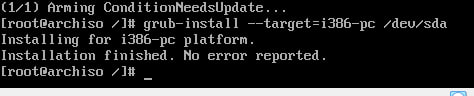 (1/1) Arming ConditionNeedsUpdate...
[root@archiso /]# grub-install --target=i386-pc /dev/sda
Installing for i386-pc platform.
Installation finished. No error reported.
[root@archiso /]# _